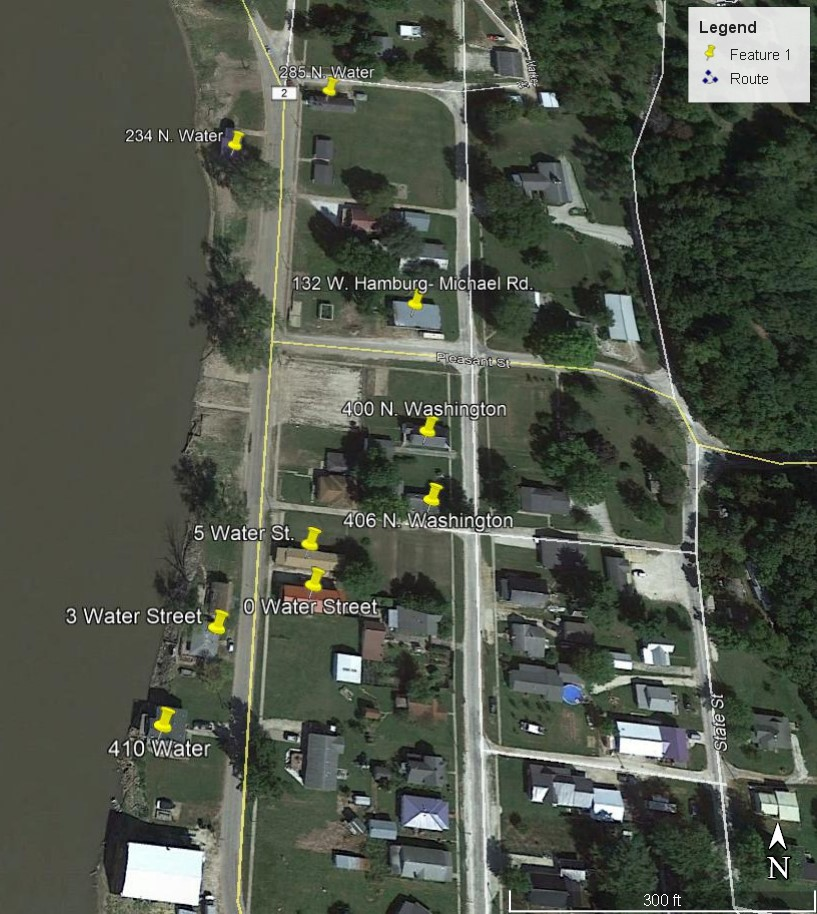 Legend
Feature 1
Route
285 N. Water
2
234 N. Water
132 W. Hamburg- Michael Rd.
Pleasant St
400 N. Washington
406 N. Washington
5 Water St.
0 Water Street
3 Water Street
410 Water
State St
N
300 ft